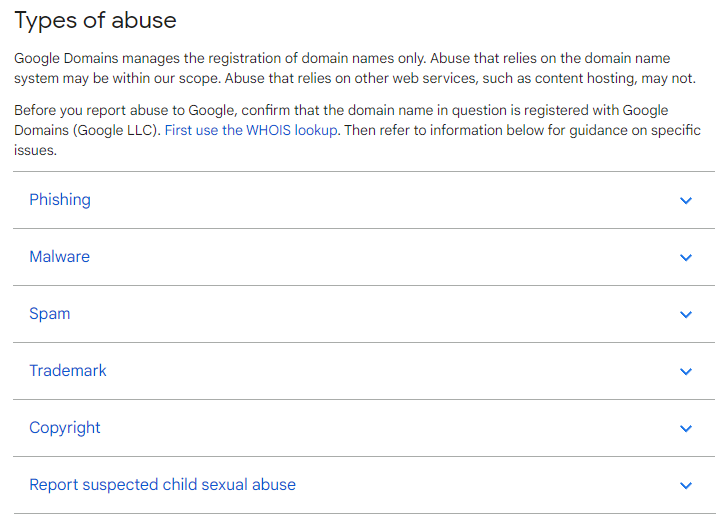 Types of abuse
Google Domains manages the registration of domain names only. Abuse that relies on the domain name
system may be within our scope. Abuse that relies on other web services, such as content hosting, may not.
Before you report abuse to Google, confirm that the domain name in question is registered with Google
Domains (Google LLC). First use the WHOIS lookup. Then refer to information below for guidance on specific
issues.
Phishing
Malware
Spam
Trademark
Copyright
Report suspected child sexual abuse